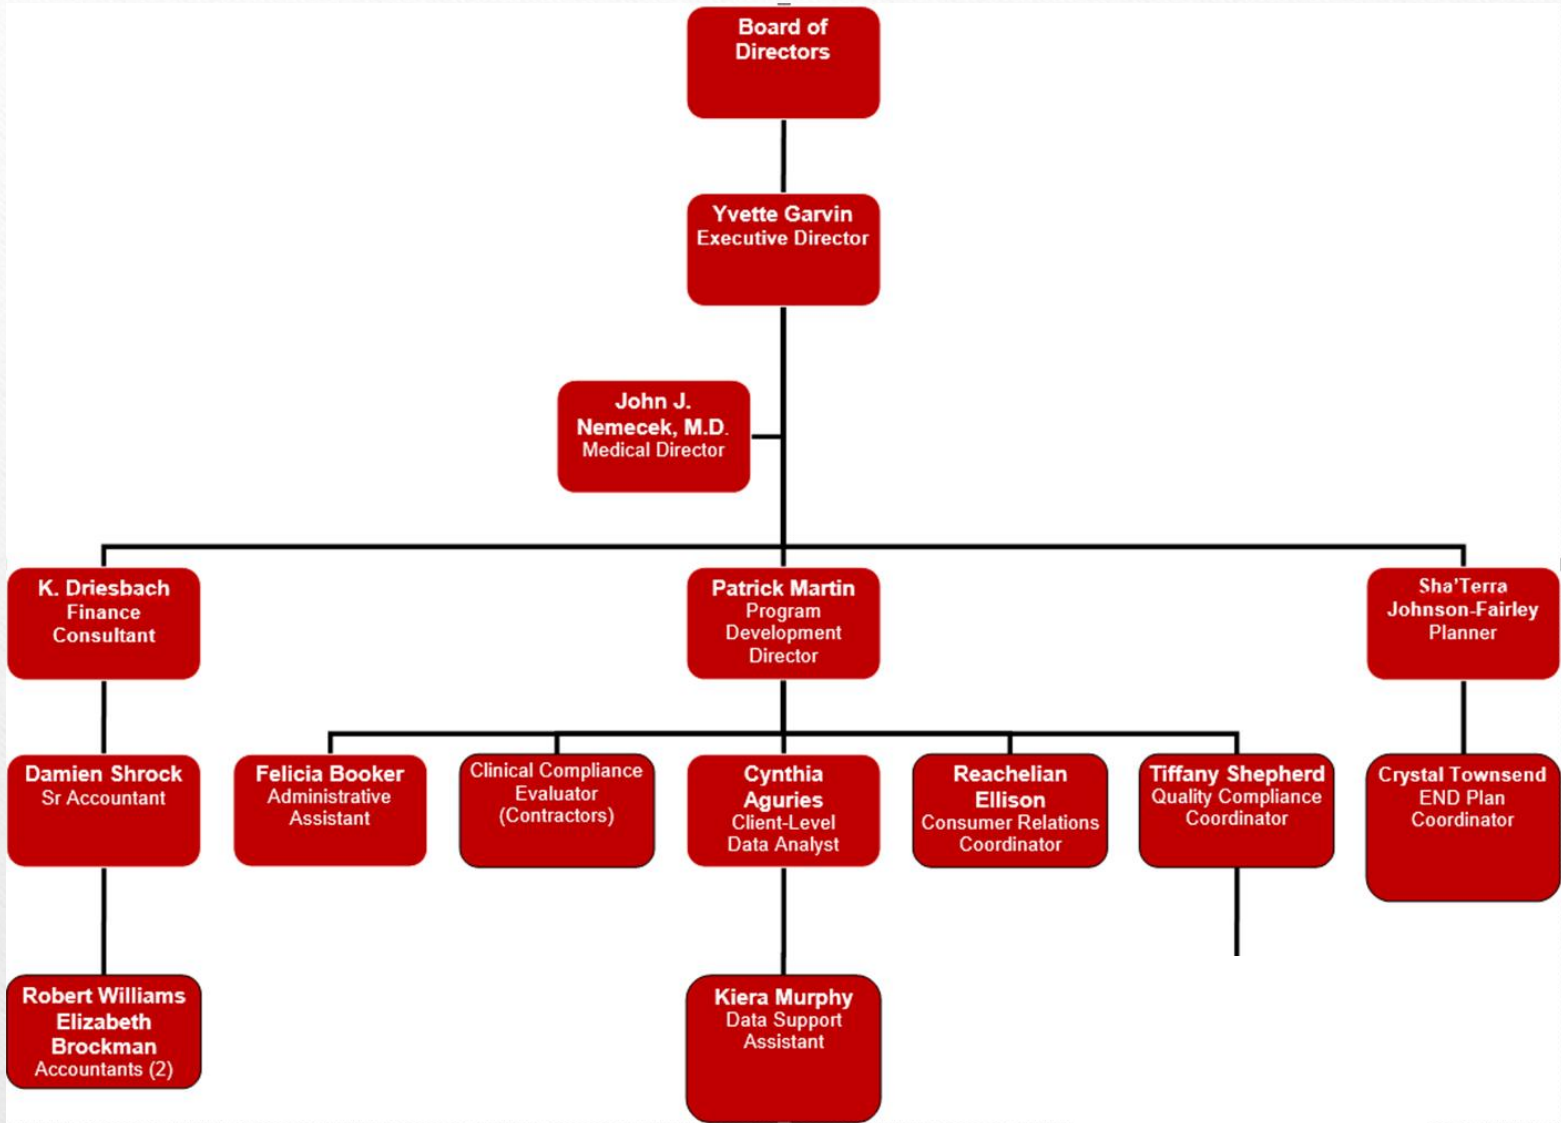 Board of
Directors
Yvette Garvin
Executive Director
John J.
Nemecek, M.D.
Medical Director
K. Driesbach
Finance
Consultant
Patrick Martin
Program
Development
Director
Sha'Terra
Johnson-Fairley
Planner
Damien Shrock
Sr Accountant
Felicia Booker
Administrative
Assistant
Clinical Compliance
Evaluator
(Contractors)
Cynthia
Aguries
Client-Level
Data Analyst
Reachelian
Ellison
Consumer Relations
Coordinator
Tiffany Shepherd
Quality Compliance
Coordinator
Crystal Townsend
END Plan
Coordinator
Robert Williams
Elizabeth
Brockman
Accountants (2)
Kiera Murphy
Data Support
Assistant